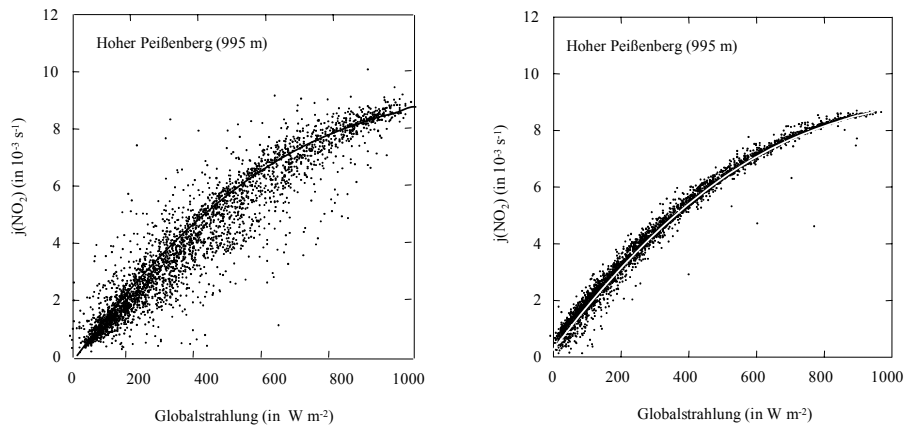 12
Hoher Peißenberg (995 m)
10
8
6
4
2
0
j(NO₂) (in 10⁻³ s⁻¹)
0 200 400 600 800 1000
Globalstrahlung (in W m⁻²)
12
Hoher Peißenberg (995 m)
10
8
6
4
2
0
j(NO₂) (in 10⁻³ s⁻¹)
0 200 400 600 800 1000
Globalstrahlung (in W m⁻²)